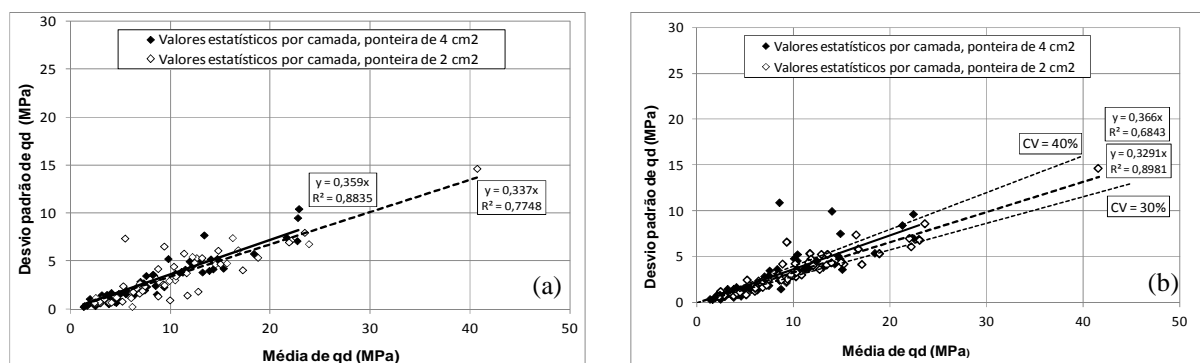 Valores estatísticos por camada, ponteira de 4 cm2
Valores estatísticos por camada, ponteira de 2 cm2
Desvio padrão de qd (MPa)
30
25
20
15
10
5
0
y = 0,359x
R² = 0,8835
y = 0,337x
R² = 0,7748
(a)
0 10 20 30 40 50
Média de qd (MPa)
Valores estatísticos por camada, ponteira de 4 cm2
Valores estatísticos por camada, ponteira de 2 cm2
Desvio padrão de qd (MPa)
30
25
20
15
10
5
0
CV = 40%
y = 0,366x
R² = 0,6843
y = 0,3291x
R² = 0,8981
CV = 30%
(b)
0 10 20 30 40 50
Média de qd (MPa)